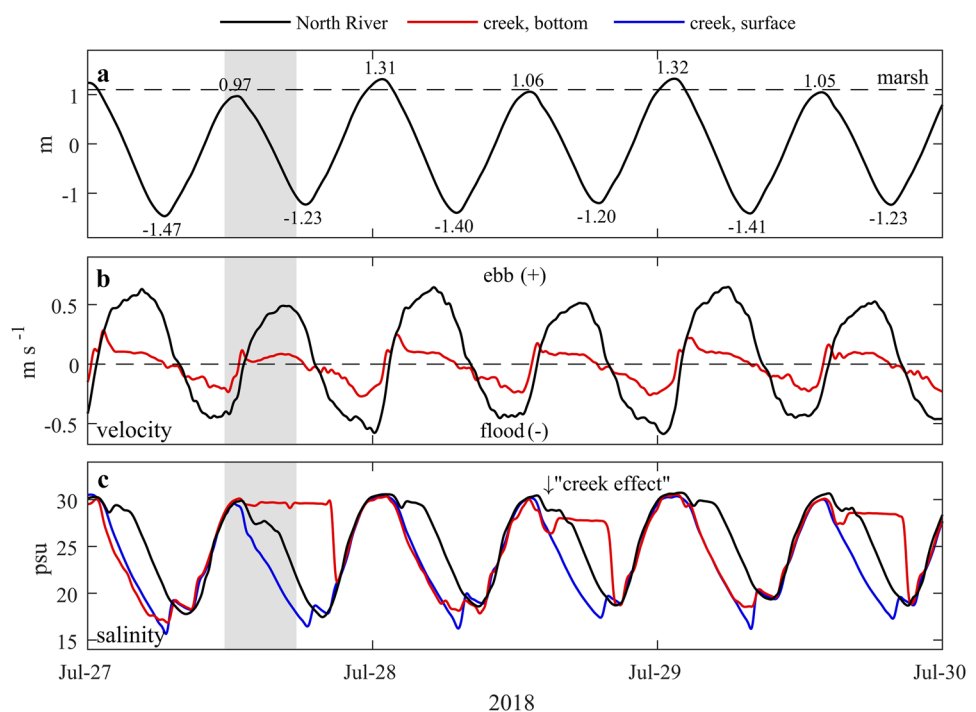 North River creek, bottom creek, surface
a
1.31 1.32
0.97 1.06 1.05 marsh
1
0
-1
m
-1.47 -1.23 -1.40 -1.20 -1.41 -1.23
b
ebb (+)
0.5
0
-0.5
m s -1
velocity
flood (-)
c
↓"creek effect"
30
25
20
15
psu
salinity
Jul-27 Jul-28 Jul-29 Jul-30
2018